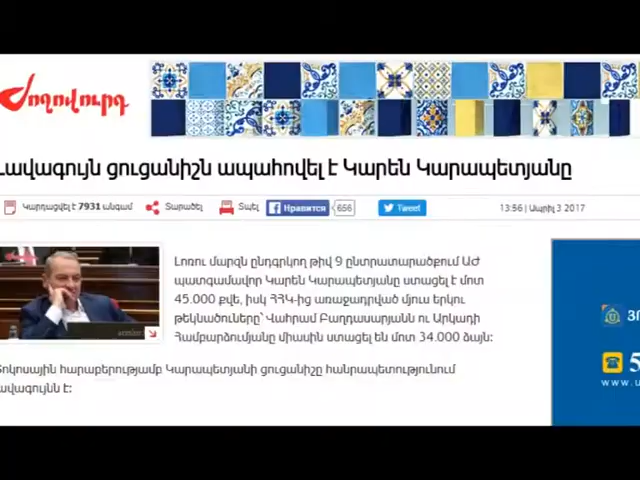 Ժողովուրդ
Լավագույն ցուցանիշն ապահովել է Կարեն Կարապետյանը
Կարդացվել է 7931 անգամ Տարածել Տպել Нравится 656 Tweet 13:56 | Ապրիլ 3 2017
Լոռու մարզն ընդգրկող թիվ 9 ընտրատարածքում ԱԺ
պատգամավոր Կարեն Կարապետյանը ստացել է մոտ
45.000 քվե, իսկ ՀՀԿ-ից առաջադրված մյուս երկու
թեկնածուները՝ Վահրամ Բաղդասարյանն ու Արկադի
Համբարձումյանը միասին ստացել են մոտ 34.000 ձայն:
Տոկոսային հարաբերությամբ Կարապետյանի ցուցանիշը հանրապետությունում
լավագույնն է:
5
www.u